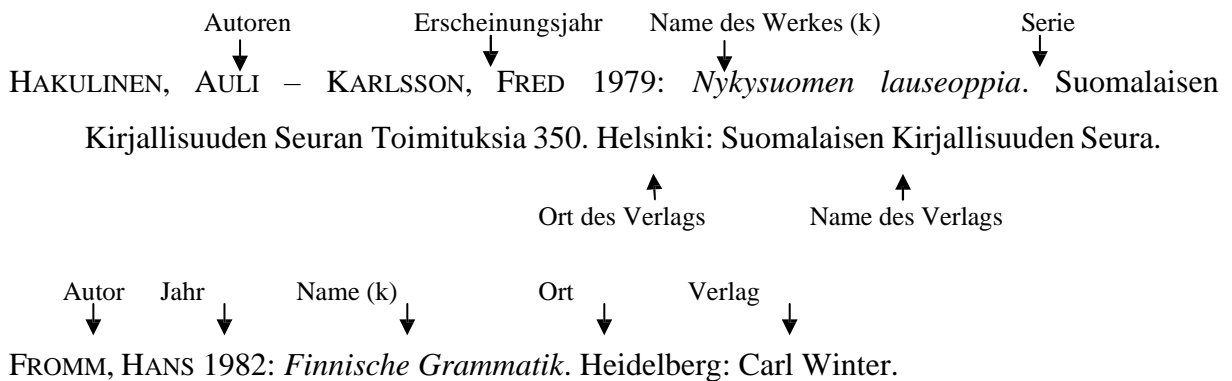 Autoren Erscheinungsjahr Name des Werkes (k) Serie
HAKULINEN, AULI – KARLSSON, FRED 1979: Nykysuomen lauseoppia. Suomalaisen
Kirjallisuuden Seuran Toimituksia 350. Helsinki: Suomalaisen Kirjallisuuden Seura.
Ort des Verlags Name des Verlags
Autor Jahr Name (k) Ort Verlag
FROMM, HANS 1982: Finnische Grammatik. Heidelberg: Carl Winter.